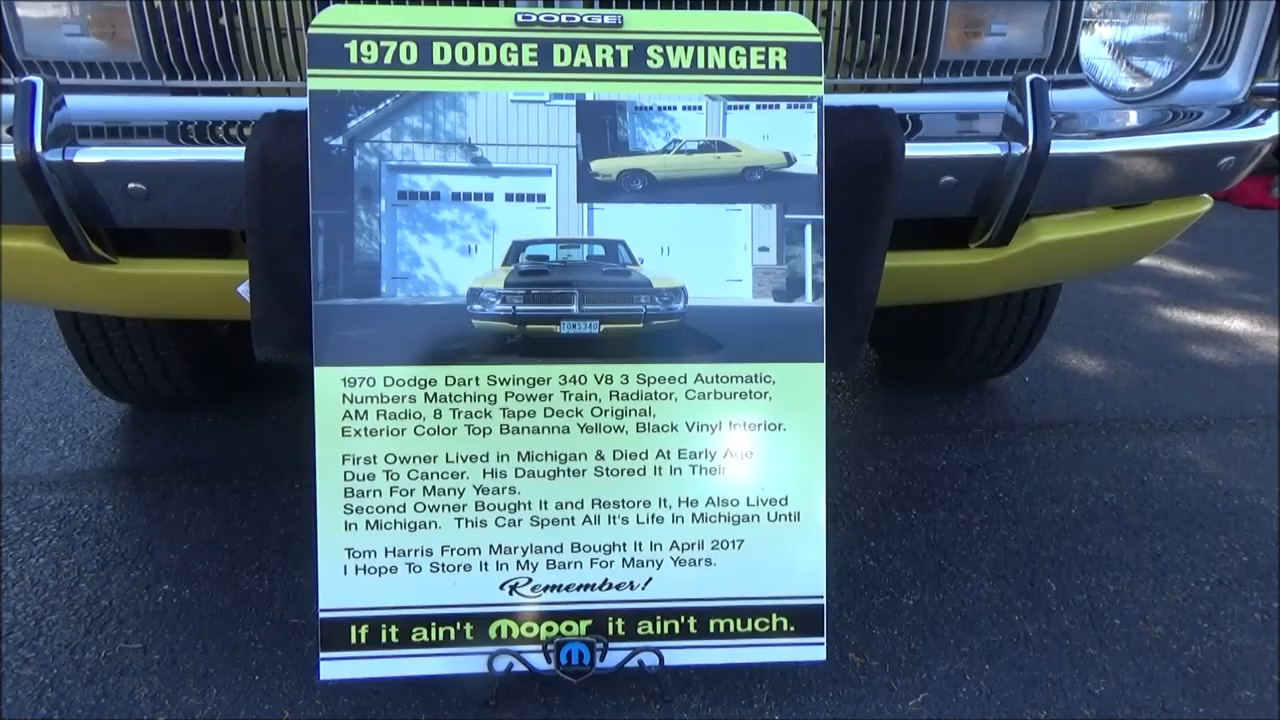 DODGE
1970 DODGE DART SWINGER
TOMS340
1970 Dodge Dart Swinger 340 V8 3 Speed Automatic,
Numbers Matching Power Train, Radiator, Carburetor,
AM Radio, 8 Track Tape Deck Original,
Exterior Color Top Bananna Yellow, Black Vinyl Interior.
First Owner Lived in Michigan & Died At Early Age
Due To Cancer. His Daughter Stored It In Their
Barn For Many Years.
Second Owner Bought It and Restore It, He Also Lived
In Michigan. This Car Spent All It's Life In Michigan Until
Tom Harris From Maryland Bought It In April 2017
I Hope To Store It In My Barn For Many Years.
Remember!
If it ain't mopar it ain't much.